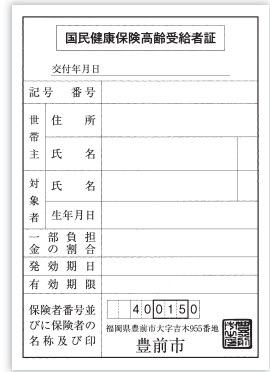 国民健康保険高齢受給者証
交付年月日
記号 番号
世帯主 住所
氏名
対象者 氏名
生年月日
一部負担金の割合
発効期日
有効期限
保険者番号並びに保険者の名称及び印
400150
福岡県豊前市大字吉木955番地
豊前市